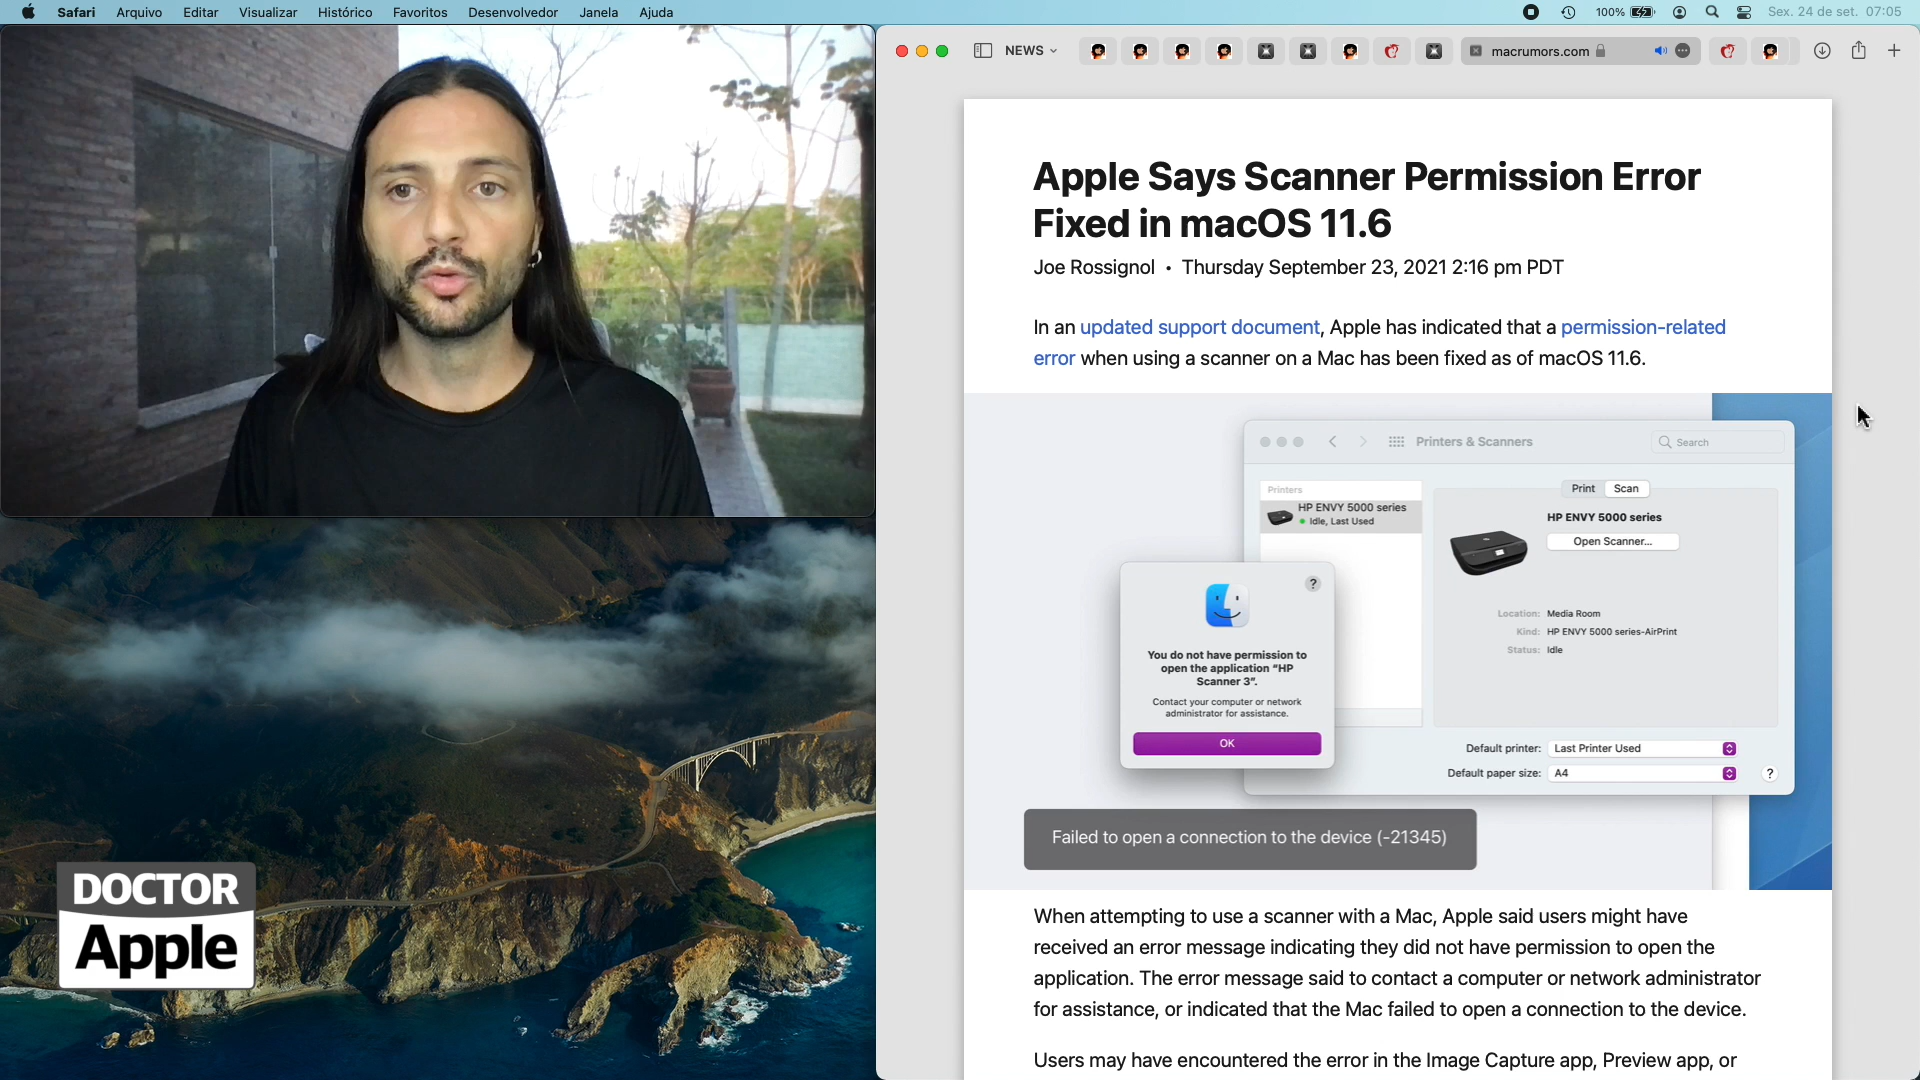 Safari Arquivo Editar Visualizar Histórico Favoritos Desenvolvedor Janela Ajuda
100%
Sex. 24 de set. 07:05
NEWS
macrumors.com
Apple Says Scanner Permission Error
Fixed in macOS 11.6
Joe Rossignol • Thursday September 23, 2021 2:16 pm PDT
In an updated support document, Apple has indicated that a permission-related
error when using a scanner on a Mac has been fixed as of macOS 11.6.
Printers & Scanners
Search
Printers
HP ENVY 5000 series
Idle, Last Used
Print Scan
HP ENVY 5000 series
Open Scanner...
Location: Media Room
Kind: HP ENVY 5000 series-AirPrint
Status: Idle
?
You do not have permission to
open the application “HP
Scanner 3”.
Contact your computer or network
administrator for assistance.
OK
Default printer: Last Printer Used
Default paper size: A4
?
Failed to open a connection to the device (-21345)
When attempting to use a scanner with a Mac, Apple said users might have
received an error message indicating they did not have permission to open the
application. The error message said to contact a computer or network administrator
for assistance, or indicated that the Mac failed to open a connection to the device.
Users may have encountered the error in the Image Capture app, Preview app, or
DOCTOR
Apple